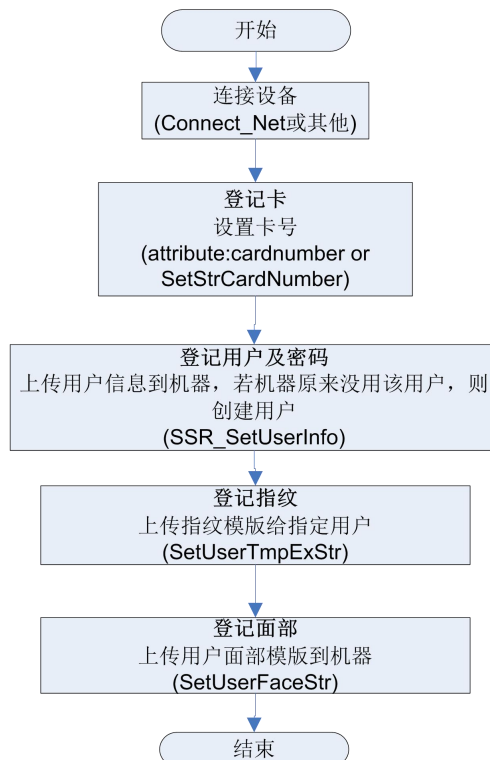 开始
连接设备
(Connect_Net或其他)
登记卡
设置卡号
(attribute:cardnumber or
SetStrCardNumber)
登记用户及密码
上传用户信息到机器，若机器原来没用该用户，则
创建用户
(SSR_SetUserInfo)
登记指纹
上传指纹模版给指定用户
(SetUserTmpExStr)
登记面部
上传用户面部模版到机器
(SetUserFaceStr)
结束